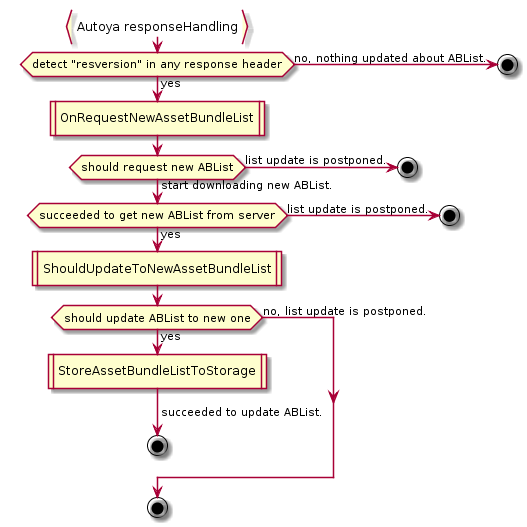 Autoya responseHandling
detect "resversion" in any response header
no, nothing updated about ABList.
yes
OnRequestNewAssetBundleList
should request new ABList
list update is postponed.
start downloading new ABList.
succeeded to get new ABList from server
list update is postponed.
yes
ShouldUpdateToNewAssetBundleList
should update ABList to new one
no, list update is postponed.
yes
StoreAssetBundleListToStorage
succeeded to update ABList.